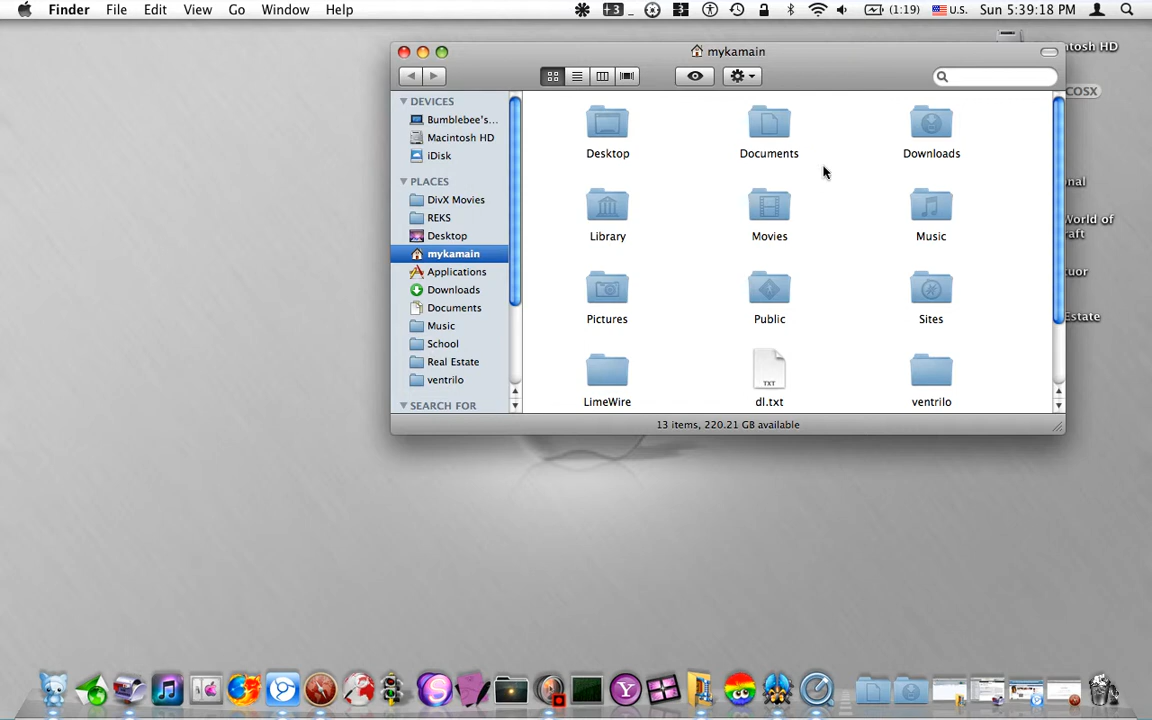 Finder File Edit View Go Window Help (1:19) U.S. Sun 5:39:18 PM
mykamain
DEVICES
Bumblebee's...
Macintosh HD
iDisk
PLACES
DivX Movies
REKS
Desktop
mykamain
Applications
Downloads
Documents
Music
School
Real Estate
ventrilo
SEARCH FOR
Desktop Documents Downloads
Library Movies Music
Pictures Public Sites
TXT
LimeWire dl.txt ventrilo
13 items, 220.21 GB available
ntosh HD
COSX
nal
World of
aft
uor
Estate